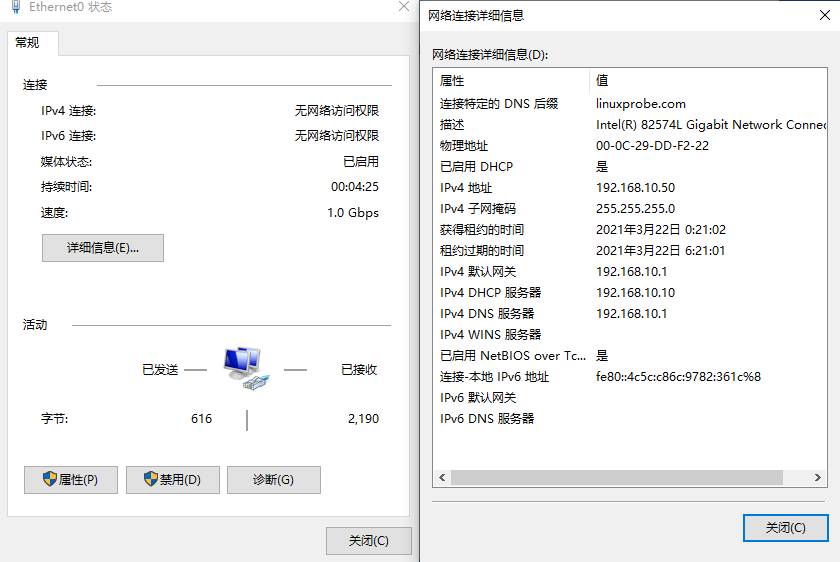 Ethernet0 状态
常规
连接
IPv4 连接: 无网络访问权限
IPv6 连接: 无网络访问权限
媒体状态: 已启用
持续时间: 00:04:25
速度: 1.0 Gbps
详细信息(E)...
活动
已发送 已接收
字节: 616 2,190
属性(P) 禁用(D) 诊断(G)
关闭(C)
网络连接详细信息
网络连接详细信息(D):
属性 值
连接特定的 DNS 后缀 linuxprobe.com
描述 Intel(R) 82574L Gigabit Network Connec
物理地址 00-0C-29-DD-F2-22
已启用 DHCP 是
IPv4 地址 192.168.10.50
IPv4 子网掩码 255.255.255.0
获得租约的时间 2021年3月22日 0:21:02
租约过期的时间 2021年3月22日 6:21:01
IPv4 默认网关 192.168.10.1
IPv4 DHCP 服务器 192.168.10.10
IPv4 DNS 服务器 192.168.10.1
IPv4 WINS 服务器
已启用 NetBIOS over Tc... 是
连接-本地 IPv6 地址 fe80::4c5c:c86c:9782:361c%8
IPv6 默认网关
IPv6 DNS 服务器
关闭(C)